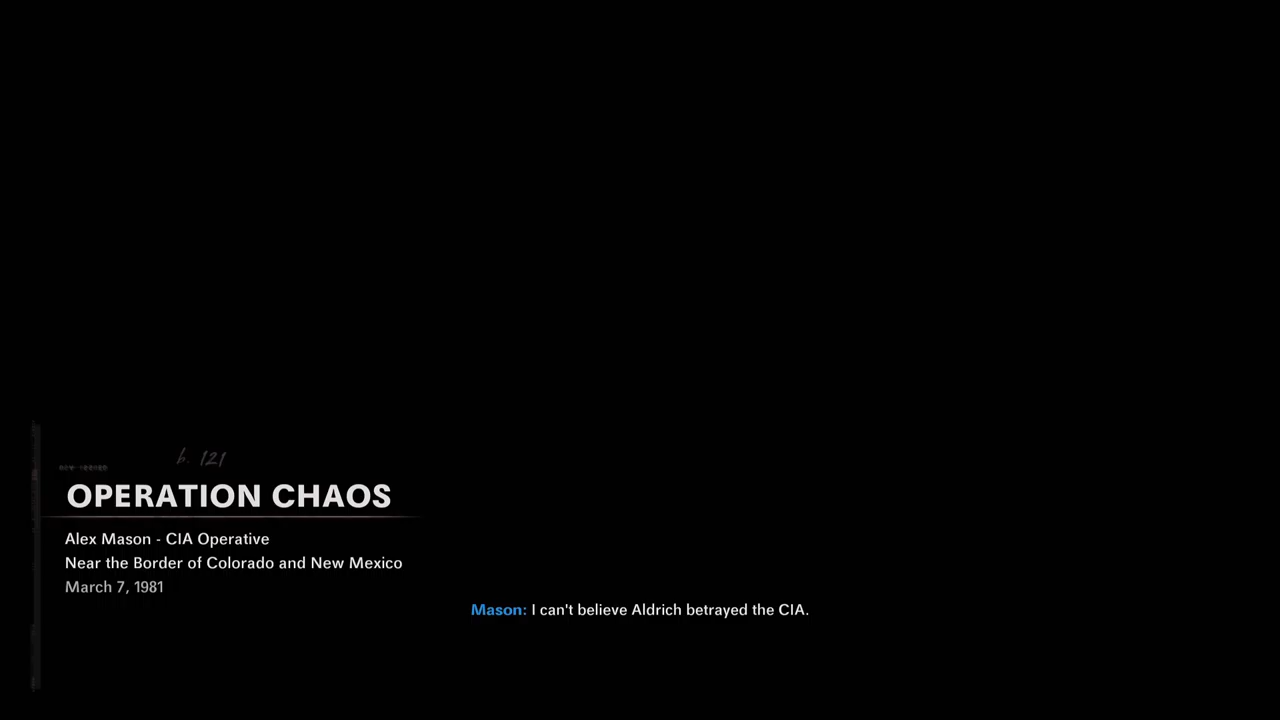 b. 121
OPERATION CHAOS
Alex Mason - CIA Operative
Near the Border of Colorado and New Mexico
March 7, 1981
Mason: I can't believe Aldrich betrayed the CIA.